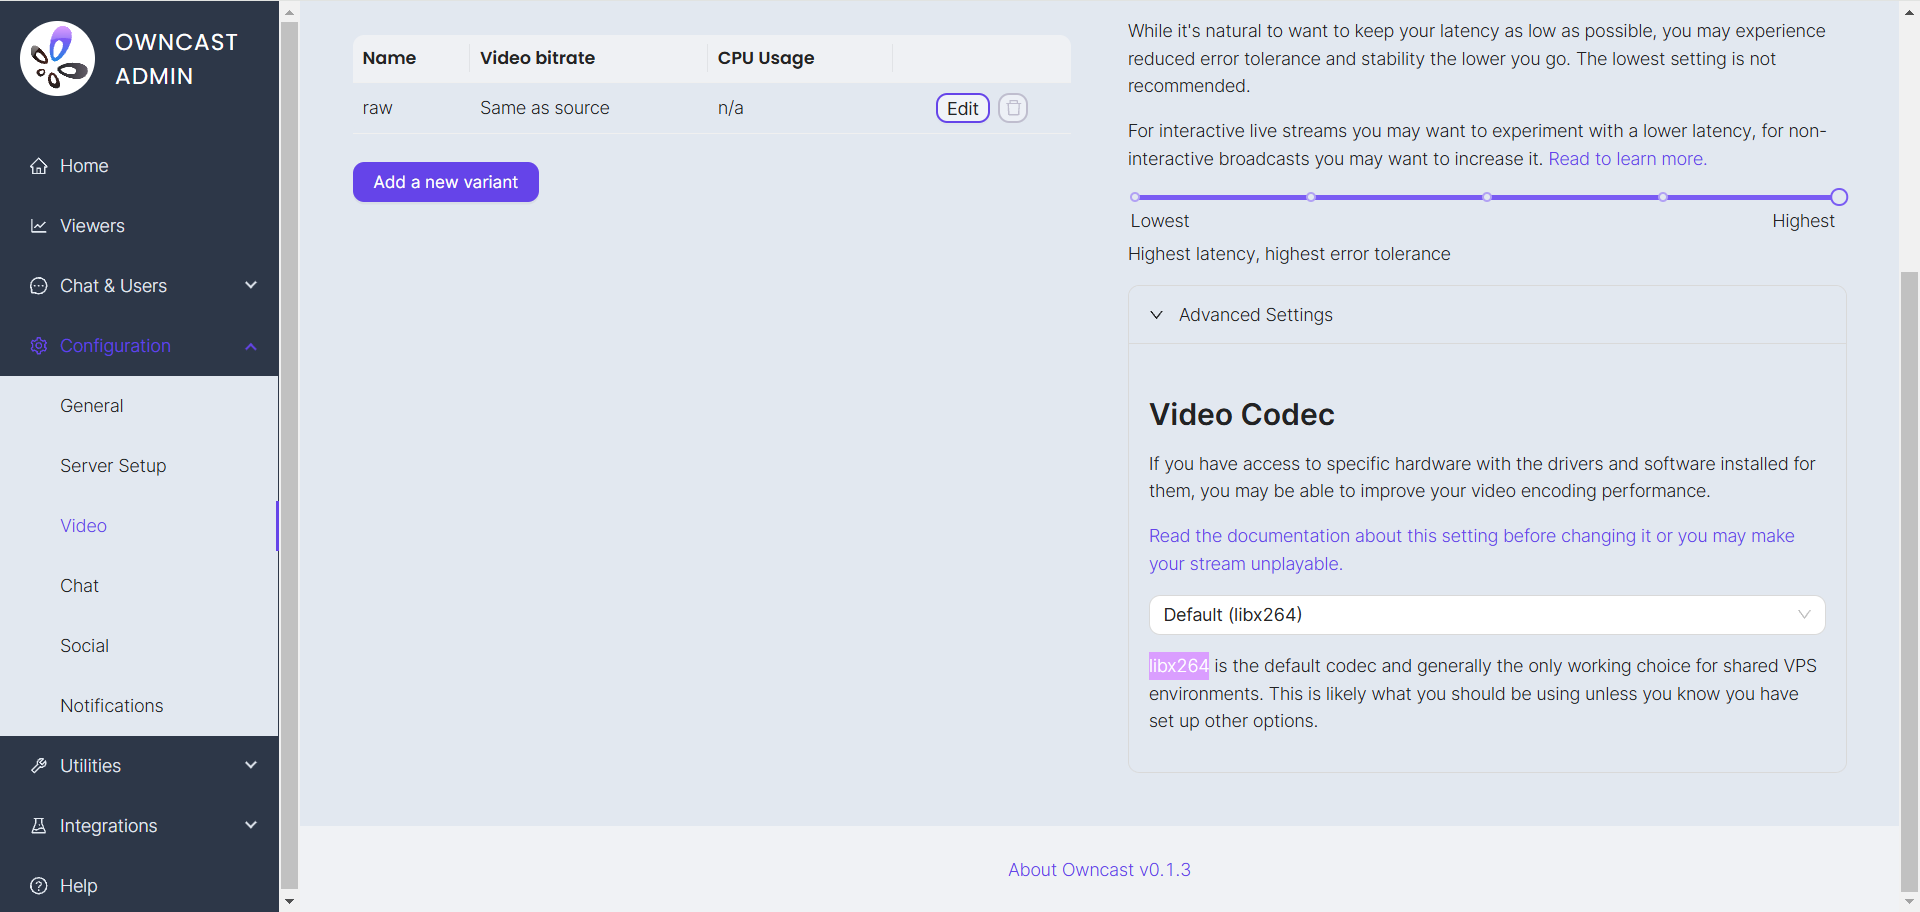 OWNCAST
ADMIN
Home
Viewers
Chat & Users
Configuration
General
Server Setup
Video
Chat
Social
Notifications
Utilities
Integrations
Help
Name Video bitrate CPU Usage
raw Same as source n/a Edit
Add a new variant
While it's natural to want to keep your latency as low as possible, you may experience
reduced error tolerance and stability the lower you go. The lowest setting is not
recommended.
For interactive live streams you may want to experiment with a lower latency, for non-
interactive broadcasts you may want to increase it. Read to learn more.
Lowest Highest
Highest latency, highest error tolerance
Advanced Settings
Video Codec
If you have access to specific hardware with the drivers and software installed for
them, you may be able to improve your video encoding performance.
Read the documentation about this setting before changing it or you may make
your stream unplayable.
Default (libx264)
libx264 is the default codec and generally the only working choice for shared VPS
environments. This is likely what you should be using unless you know you have
set up other options.
About Owncast v0.1.3